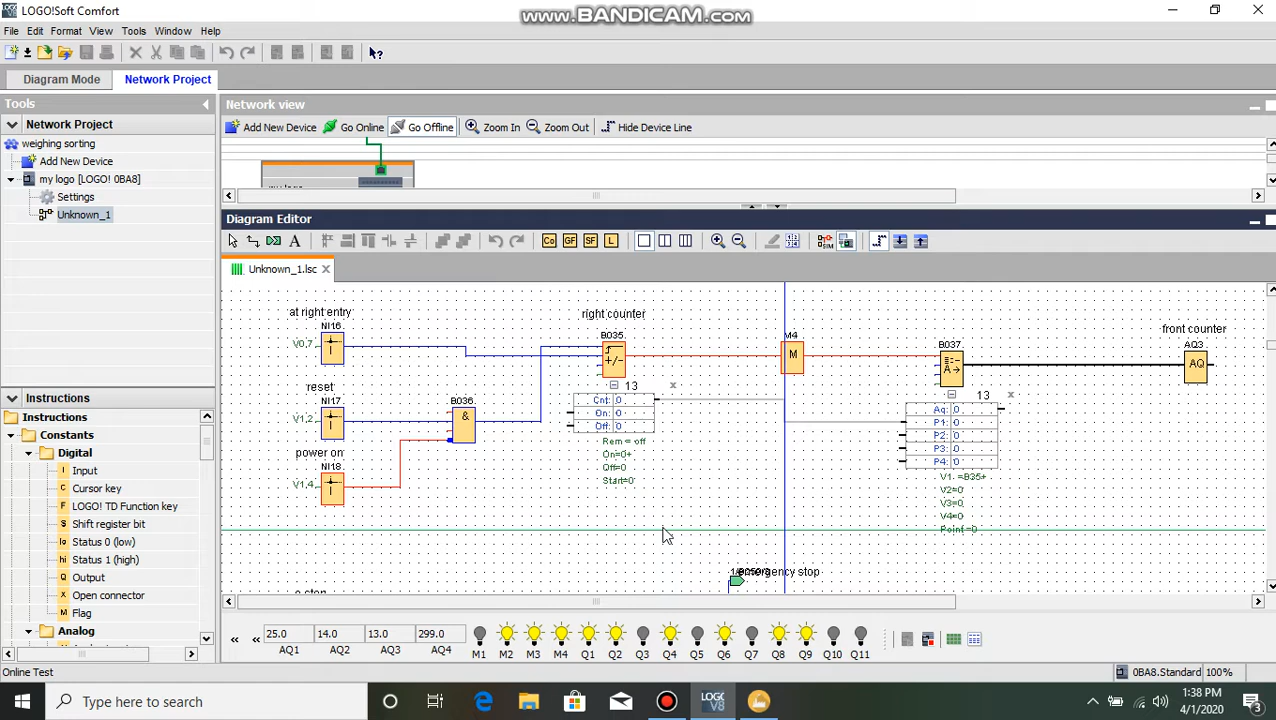 LOGO!Soft Comfort
www.BANDICAM.com
File Edit Format View Tools Window Help
Diagram Mode Network Project
Tools
Network Project
weighing sorting
Add New Device
my logo [LOGO! 0BA8]
Settings
Unknown_1
Network view
Add New Device Go Online Go Offline Zoom In Zoom Out Hide Device Line
Diagram Editor
Co GF SF L
Unknown_1.lsc
at right entry
NI16
V0,7
reset
NI17
V1,2
power on
NI18
V1,4
B036
&
right counter
B035
+/-
13
Cnt: 0
On: 0
Off: 0
Rem = off
On=0+
Off=0
Start=0
M4
M
B037
A→
13
Aq: 0
P1: 0
P2: 0
P3: 0
P4: 0
V1 =B35+
V2=0
V3=0
V4=0
Point =0
front counter
AQ3
AQ
emergency stop
Instructions
Instructions
Constants
Digital
Input
Cursor key
LOGO! TD Function key
Shift register bit
Status 0 (low)
Status 1 (high)
Output
Open connector
Flag
Analog
25.0 14.0 13.0 299.0
AQ1 AQ2 AQ3 AQ4 M1 M2 M3 M4 Q1 Q2 Q3 Q4 Q5 Q6 Q7 Q8 Q9 Q10 Q11
Online Test
0BA8.Standard 100%
Type here to search
LOGO V8
1:38 PM
4/1/2020
3